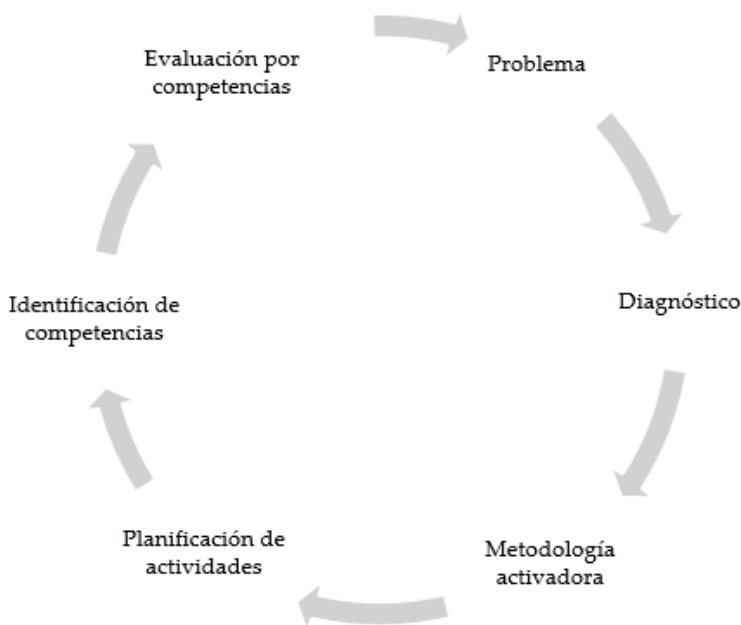 Evaluación por
competencias
Problema
Diagnóstico
Metodología
activadora
Planificación de
actividades
Identificación de
competencias